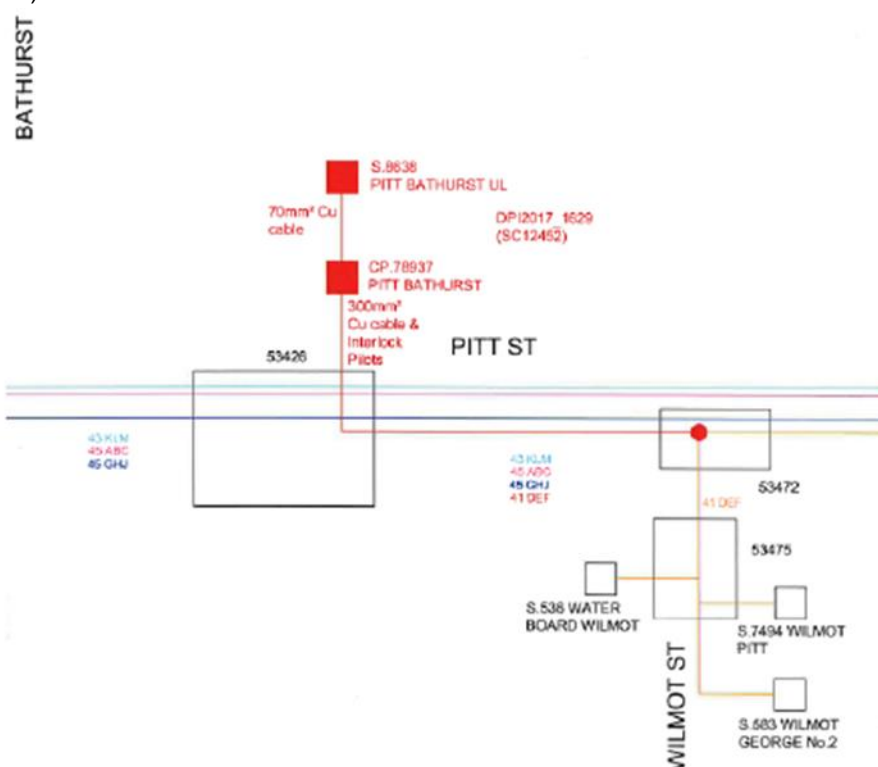 BATHURST
S.8638
PITT BATHURST UL
70mm² Cu
cable
DPI2017_1629
(SC12452)
CP.78937
PITT BATHURST
300mm²
Cu cable &
Interlock
Pilots
PITT ST
53426
43 KLM
45 ABC
45 GHJ
43 KLM
45 ABC
45 GHJ
41 DEF
53472
41 DEF
53475
S.538 WATER
BOARD WILMOT
S.7494 WILMOT
PITT
WILMOT ST
S.583 WILMOT
GEORGE No.2